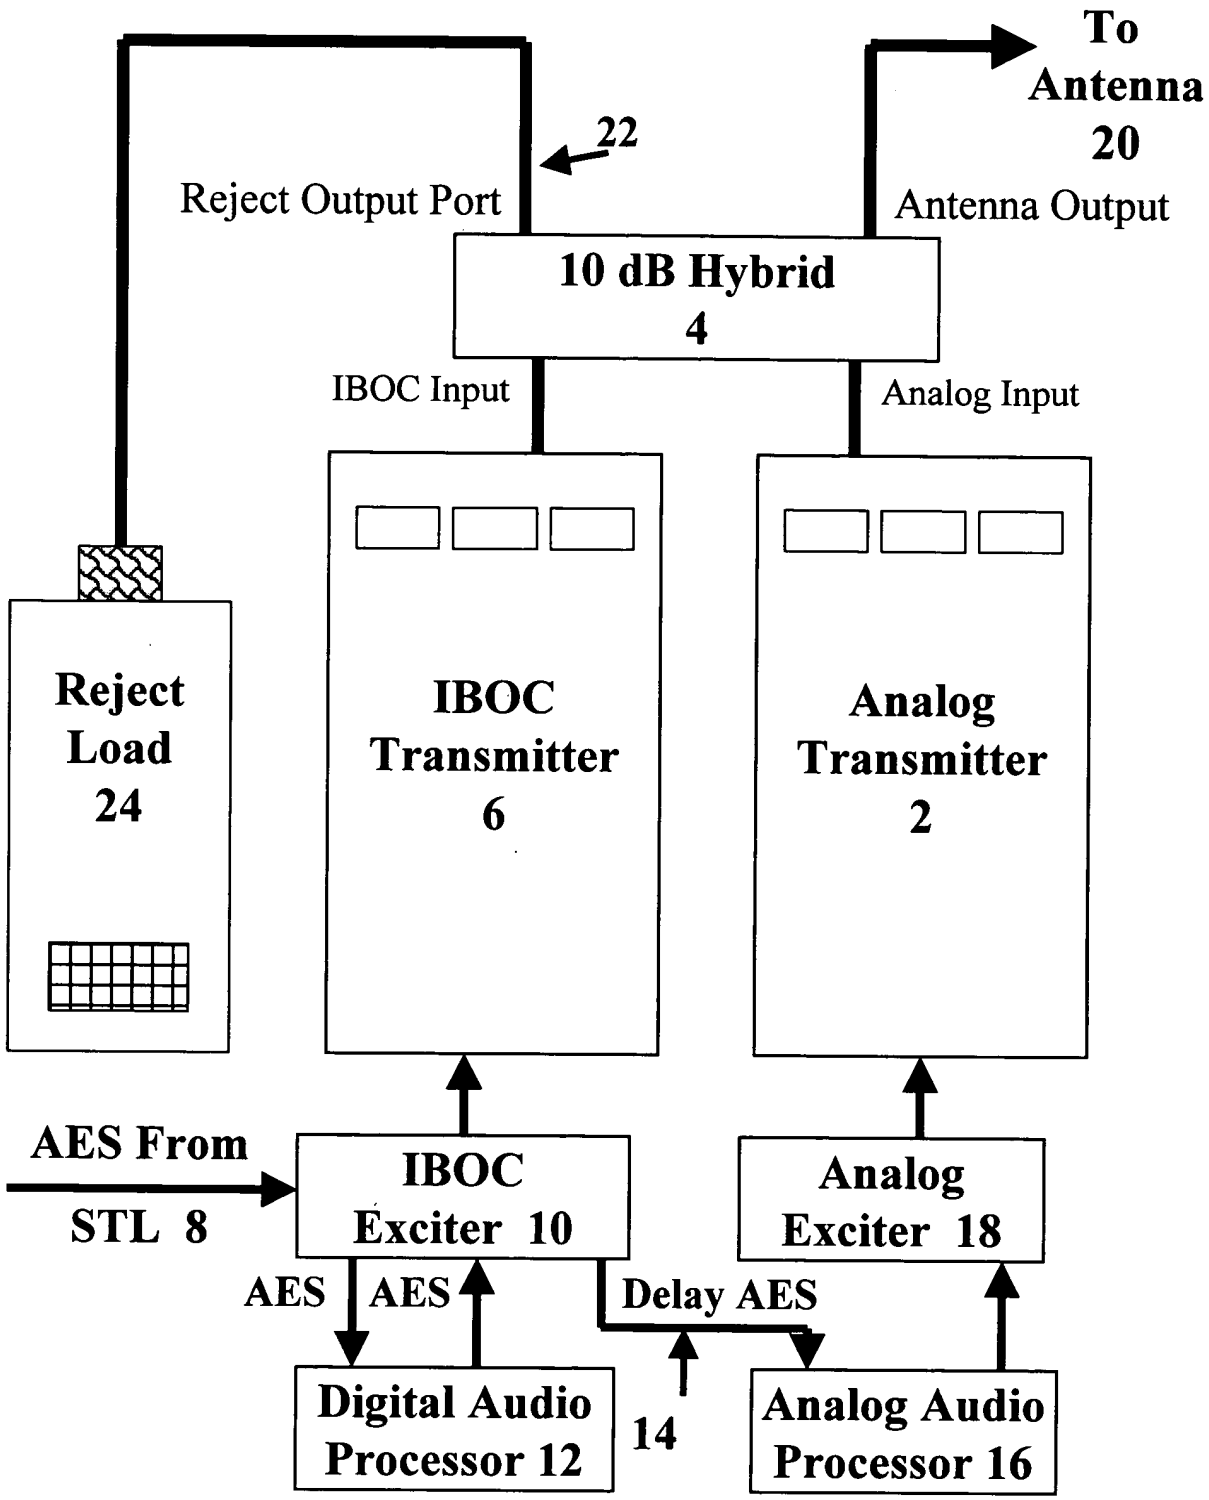 To
Antenna
20
22
Reject Output Port
Antenna Output
10 dB Hybrid
4
IBOC Input
Analog Input
Reject
Load
24
IBOC
Transmitter
6
Analog
Transmitter
2
AES From
STL 8
IBOC
Exciter 10
Analog
Exciter 18
AES
AES
Delay AES
Digital Audio
Processor 12
14
Analog Audio
Processor 16